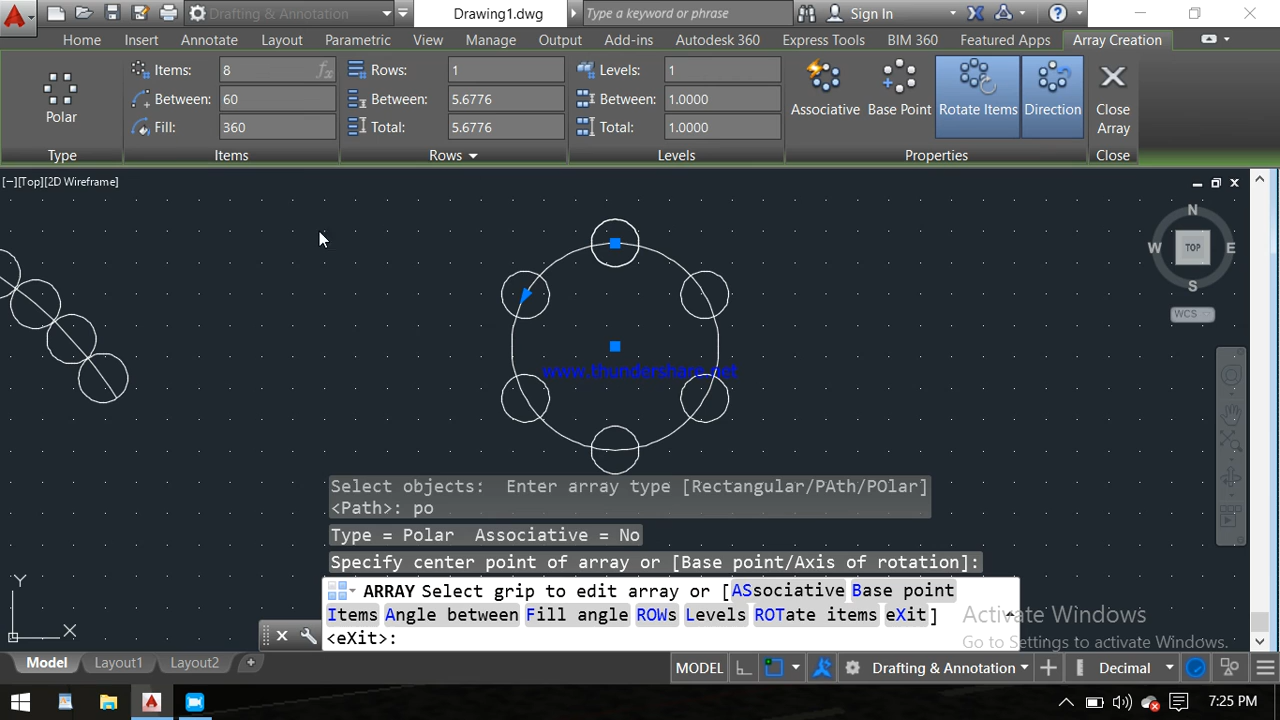 Drafting & Annotation
Drawing1.dwg
Type a keyword or phrase
Sign In
Home Insert Annotate Layout Parametric View Manage Output Add-ins Autodesk 360 Express Tools BIM 360 Featured Apps Array Creation
Polar
Type
Items: 8
Between: 60
Fill: 360
Items
Rows: 1
Between: 5.6776
Total: 5.6776
Rows
Levels: 1
Between: 1.0000
Total: 1.0000
Levels
Associative
Base Point
Rotate Items
Direction
Properties
Close
Array
Close
[−][Top][2D Wireframe]
N
W TOP E
S
WCS
www.thundershare.net
Select objects: Enter array type [Rectangular/PAth/POlar]
<Path>: po
Type = Polar Associative = No
Specify center point of array or [Base point/Axis of rotation]:
ARRAY Select grip to edit array or [ASsociative Base point
Items Angle between Fill angle ROWs Levels ROTate items eXit]
<eXit>:
Y
X
Activate Windows
Go to Settings to activate Windows.
Model Layout1 Layout2
MODEL
Drafting & Annotation
Decimal
7:25 PM